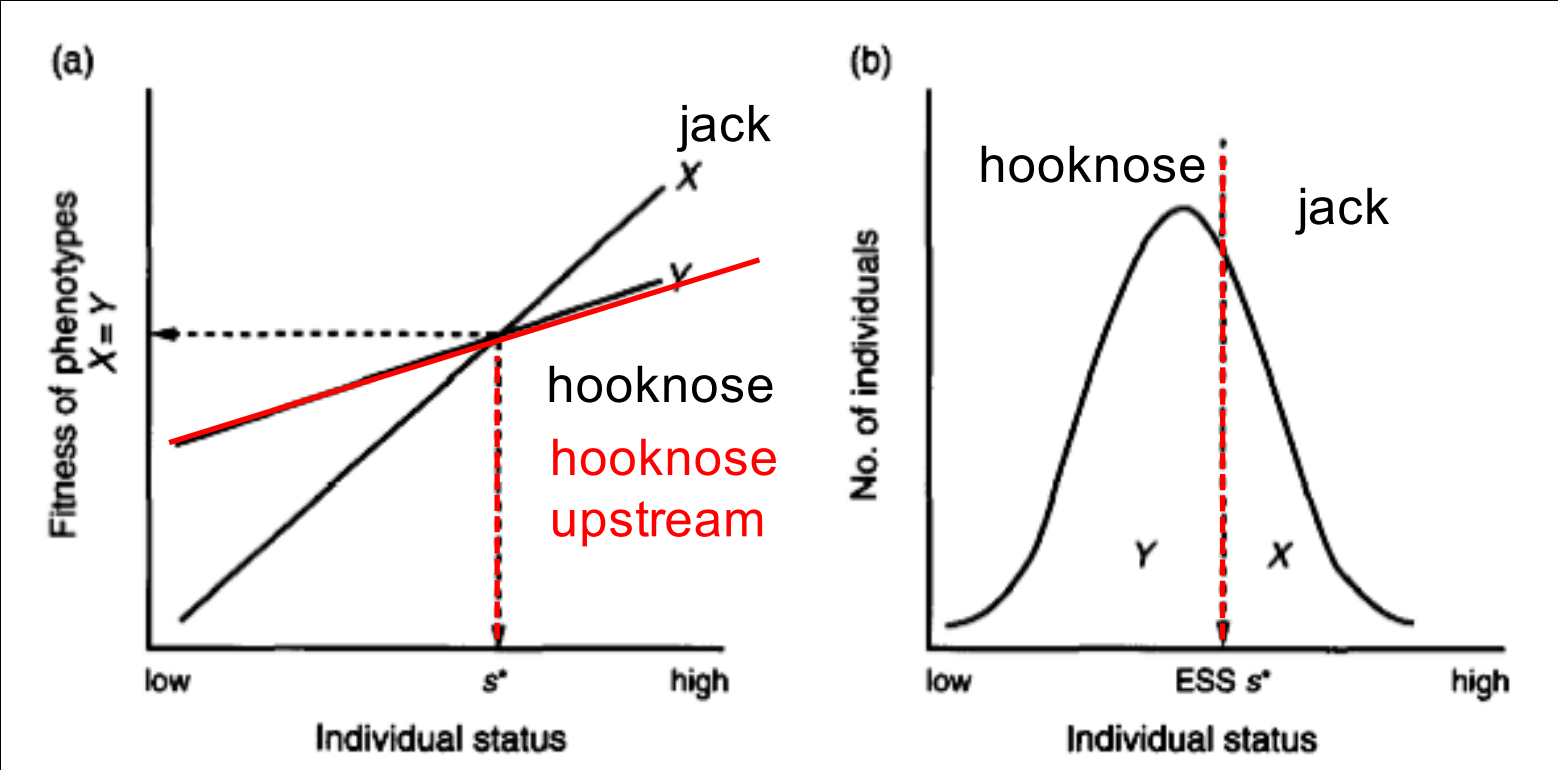 (a)
jack
X
Y
Fitness of phenotypes
X = Y
hooknose
hooknose
upstream
low
s*
high
Individual status
(b)
hooknose
jack
No. of individuals
Y
X
low
ESS s*
high
Individual status